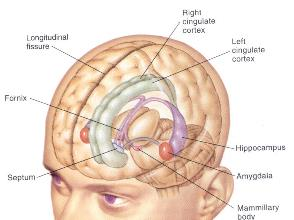 Right
cingulate
cortex
Longitudinal
fissure
Left
cingulate
cortex
Fornix
Hippocampus
Septum
Amygdala
Mammillary
body